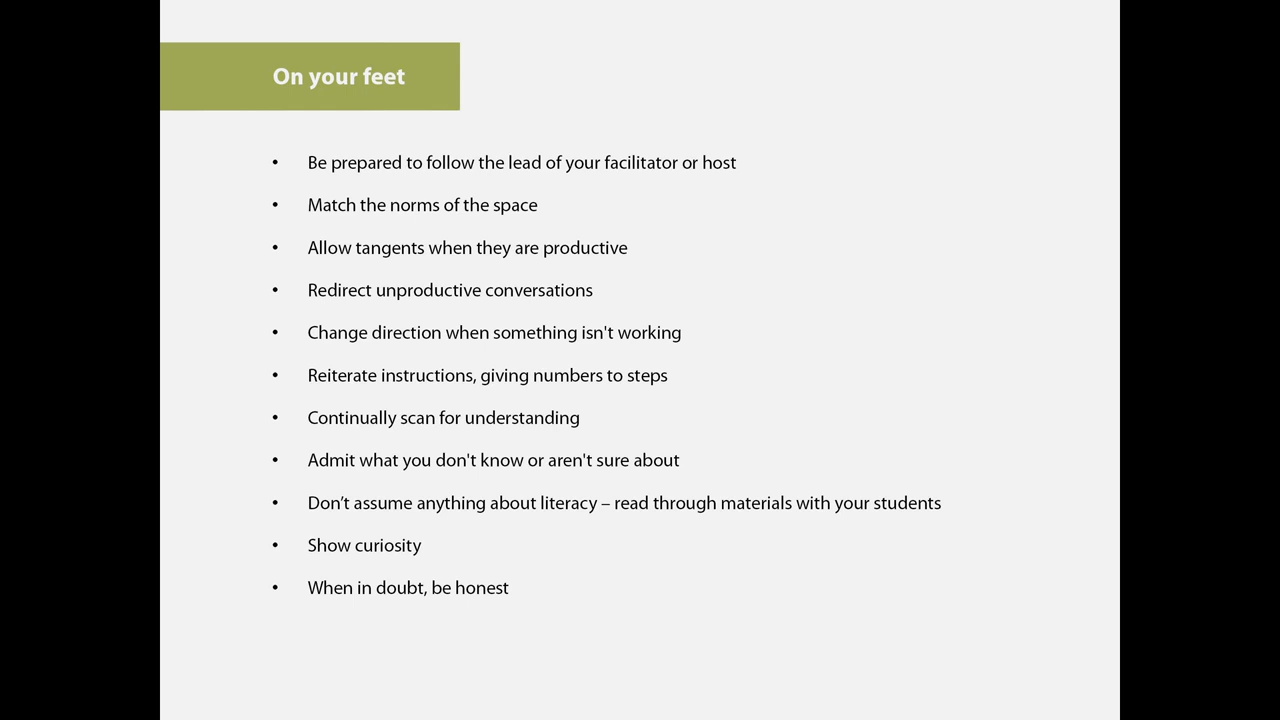 On your feet
• Be prepared to follow the lead of your facilitator or host
• Match the norms of the space
• Allow tangents when they are productive
• Redirect unproductive conversations
• Change direction when something isn't working
• Reiterate instructions, giving numbers to steps
• Continually scan for understanding
• Admit what you don't know or aren't sure about
• Don’t assume anything about literacy – read through materials with your students
• Show curiosity
• When in doubt, be honest